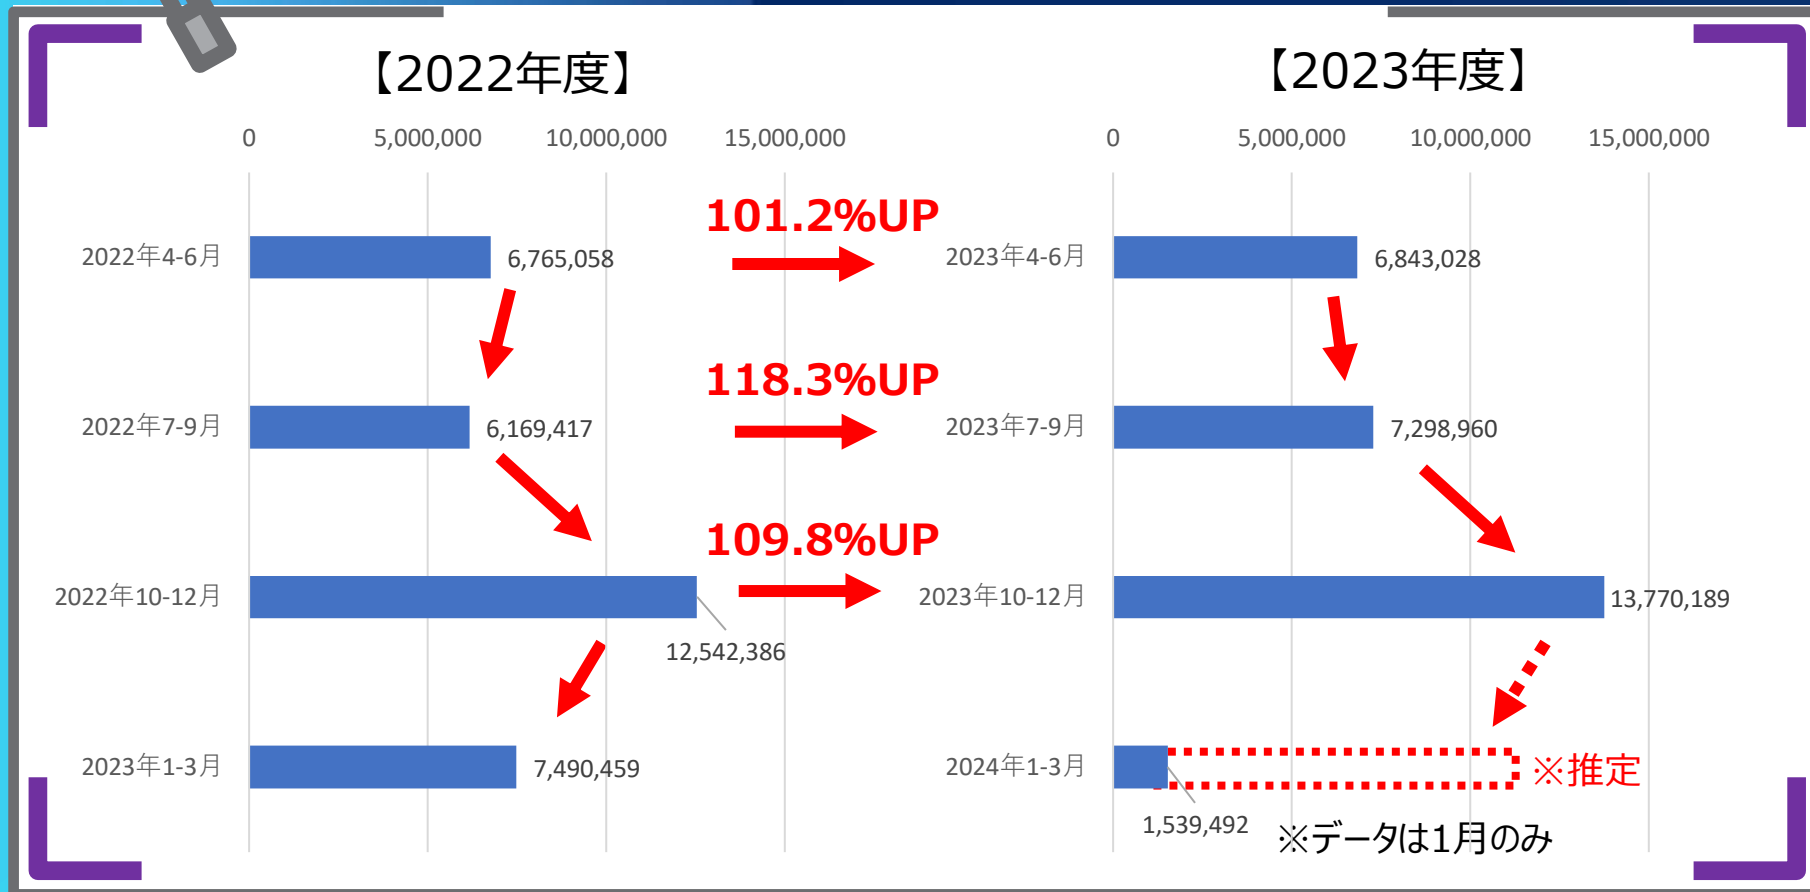 【2022年度】
0 5,000,000 10,000,000 15,000,000
2022年4-6月 6,765,058
2022年7-9月 6,169,417
2022年10-12月 12,542,386
2023年1-3月 7,490,459
101.2%UP
118.3%UP
109.8%UP
【2023年度】
0 5,000,000 10,000,000 15,000,000
2023年4-6月 6,843,028
2023年7-9月 7,298,960
2023年10-12月 13,770,189
2024年1-3月 ※推定
1,539,492 ※データは1月のみ